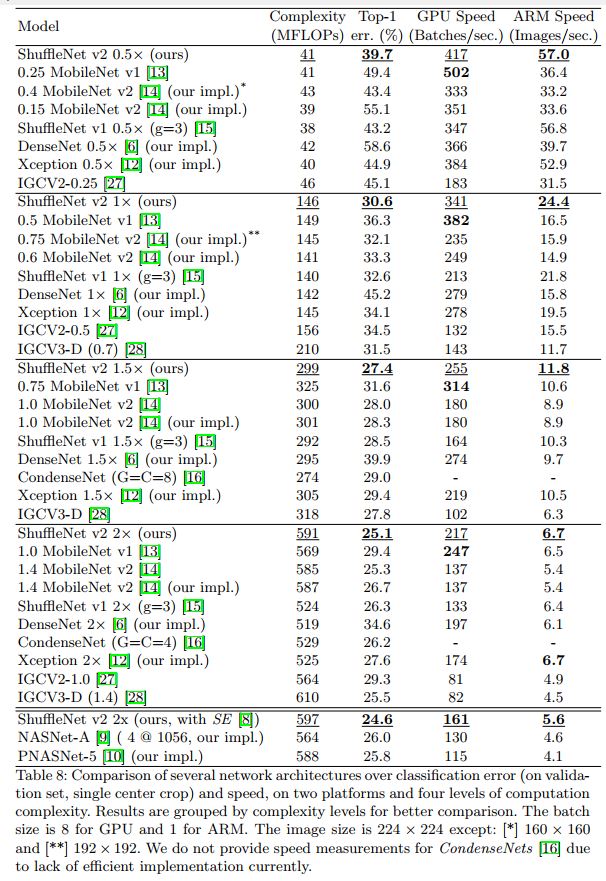 Model Complexity (MFLOPs) Top-1 err. (%) GPU Speed (Batches/sec.) ARM Speed (Images/sec.)
ShuffleNet v2 0.5× (ours) 41 39.7 417 57.0
0.25 MobileNet v1 [13] 41 49.4 502 36.4
0.4 MobileNet v2 [14] (our impl.)* 43 43.4 333 33.2
0.15 MobileNet v2 [14] (our impl.) 39 55.1 351 33.6
ShuffleNet v1 0.5× (g=3) [15] 38 43.2 347 56.8
DenseNet 0.5× [6] (our impl.) 42 58.6 366 39.7
Xception 0.5× [12] (our impl.) 40 44.9 384 52.9
IGCV2-0.25 [27] 46 45.1 183 31.5
ShuffleNet v2 1× (ours) 146 30.6 341 24.4
0.5 MobileNet v1 [13] 149 36.3 382 16.5
0.75 MobileNet v2 [14] (our impl.)** 145 32.1 235 15.9
0.6 MobileNet v2 [14] (our impl.) 141 33.3 249 14.9
ShuffleNet v1 1× (g=3) [15] 140 32.6 213 21.8
DenseNet 1× [6] (our impl.) 142 45.2 279 15.8
Xception 1× [12] (our impl.) 145 34.1 278 19.5
IGCV2-0.5 [27] 156 34.5 132 15.5
IGCV3-D (0.7) [28] 210 31.5 143 11.7
ShuffleNet v2 1.5× (ours) 299 27.4 255 11.8
0.75 MobileNet v1 [13] 325 31.6 314 10.6
1.0 MobileNet v2 [14] 300 28.0 180 8.9
1.0 MobileNet v2 [14] (our impl.) 301 28.3 180 8.9
ShuffleNet v1 1.5× (g=3) [15] 292 28.5 164 10.3
DenseNet 1.5× [6] (our impl.) 295 39.9 274 9.7
CondenseNet (G=C=8) [16] 274 29.0 - -
Xception 1.5× [12] (our impl.) 305 29.4 219 10.5
IGCV3-D [28] 318 27.8 102 6.3
ShuffleNet v2 2× (ours) 591 25.1 217 6.7
1.0 MobileNet v1 [13] 569 29.4 247 6.5
1.4 MobileNet v2 [14] 585 25.3 137 5.4
1.4 MobileNet v2 [14] (our impl.) 587 26.7 137 5.4
ShuffleNet v1 2× (g=3) [15] 524 26.3 133 6.4
DenseNet 2× [6] (our impl.) 519 34.6 197 6.1
CondenseNet (G=C=4) [16] 529 26.2 - -
Xception 2× [12] (our impl.) 525 27.6 174 6.7
IGCV2-1.0 [27] 564 29.3 81 4.9
IGCV3-D (1.4) [28] 610 25.5 82 4.5
ShuffleNet v2 2x (ours, with SE [8]) 597 24.6 161 5.6
NASNet-A [9] ( 4 @ 1056, our impl.) 564 26.0 130 4.6
PNASNet-5 [10] (our impl.) 588 25.8 115 4.1
Table 8: Comparison of several network architectures over classification error (on valida-
tion set, single center crop) and speed, on two platforms and four levels of computation
complexity. Results are grouped by complexity levels for better comparison. The batch
size is 8 for GPU and 1 for ARM. The image size is 224 × 224 except: [*] 160 × 160
and [**] 192 × 192. We do not provide speed measurements for CondenseNets [16] due
to lack of efficient implementation currently.